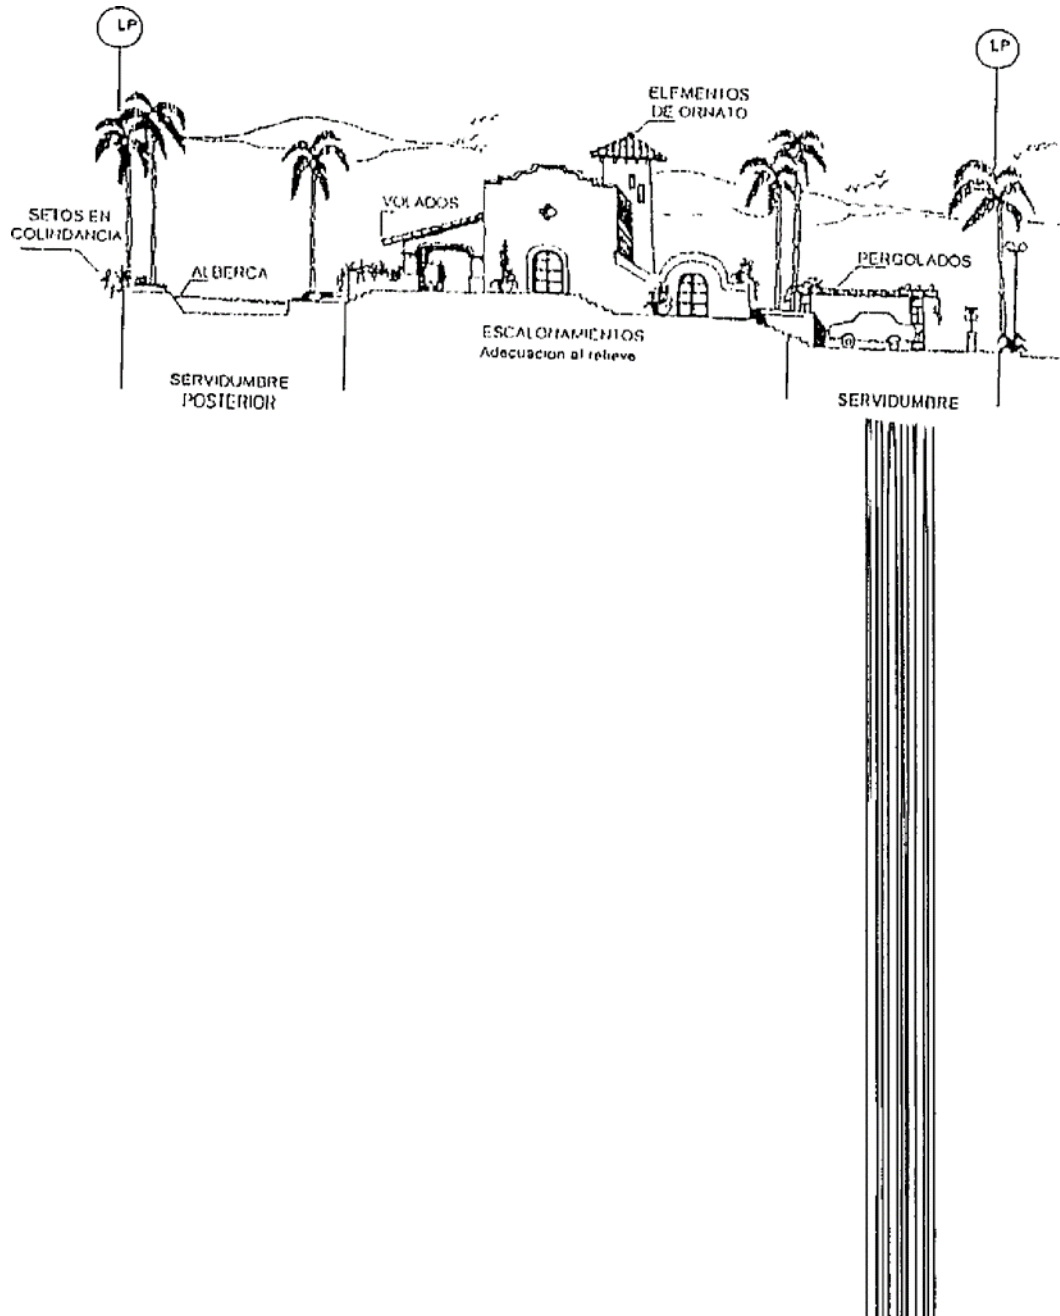 LP
LP
ELEMENTOS
DE ORNATO
VOLADOS
SETOS EN
COLINDANCIA
ALBERCA
PERGOLADOS
ESCALONAMIENTOS
Adecuacion al relieve
SERVIDUMBRE
POSTERIOR
SERVIDUMBRE